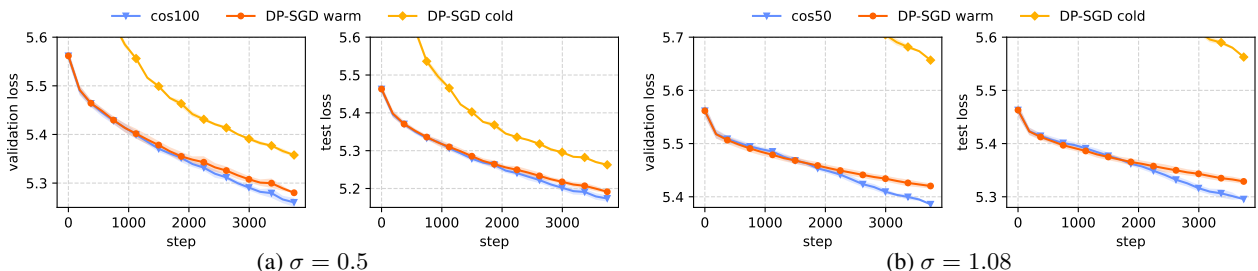 cos100 DP-SGD warm DP-SGD cold
cos50 DP-SGD warm DP-SGD cold
validation loss
5.6
5.5
5.4
5.3
0 1000 2000 3000
step
test loss
5.6
5.5
5.4
5.3
5.2
0 1000 2000 3000
step
(a) σ = 0.5
validation loss
5.7
5.6
5.5
5.4
0 1000 2000 3000
step
test loss
5.6
5.5
5.4
5.3
0 1000 2000 3000
step
(b) σ = 1.08